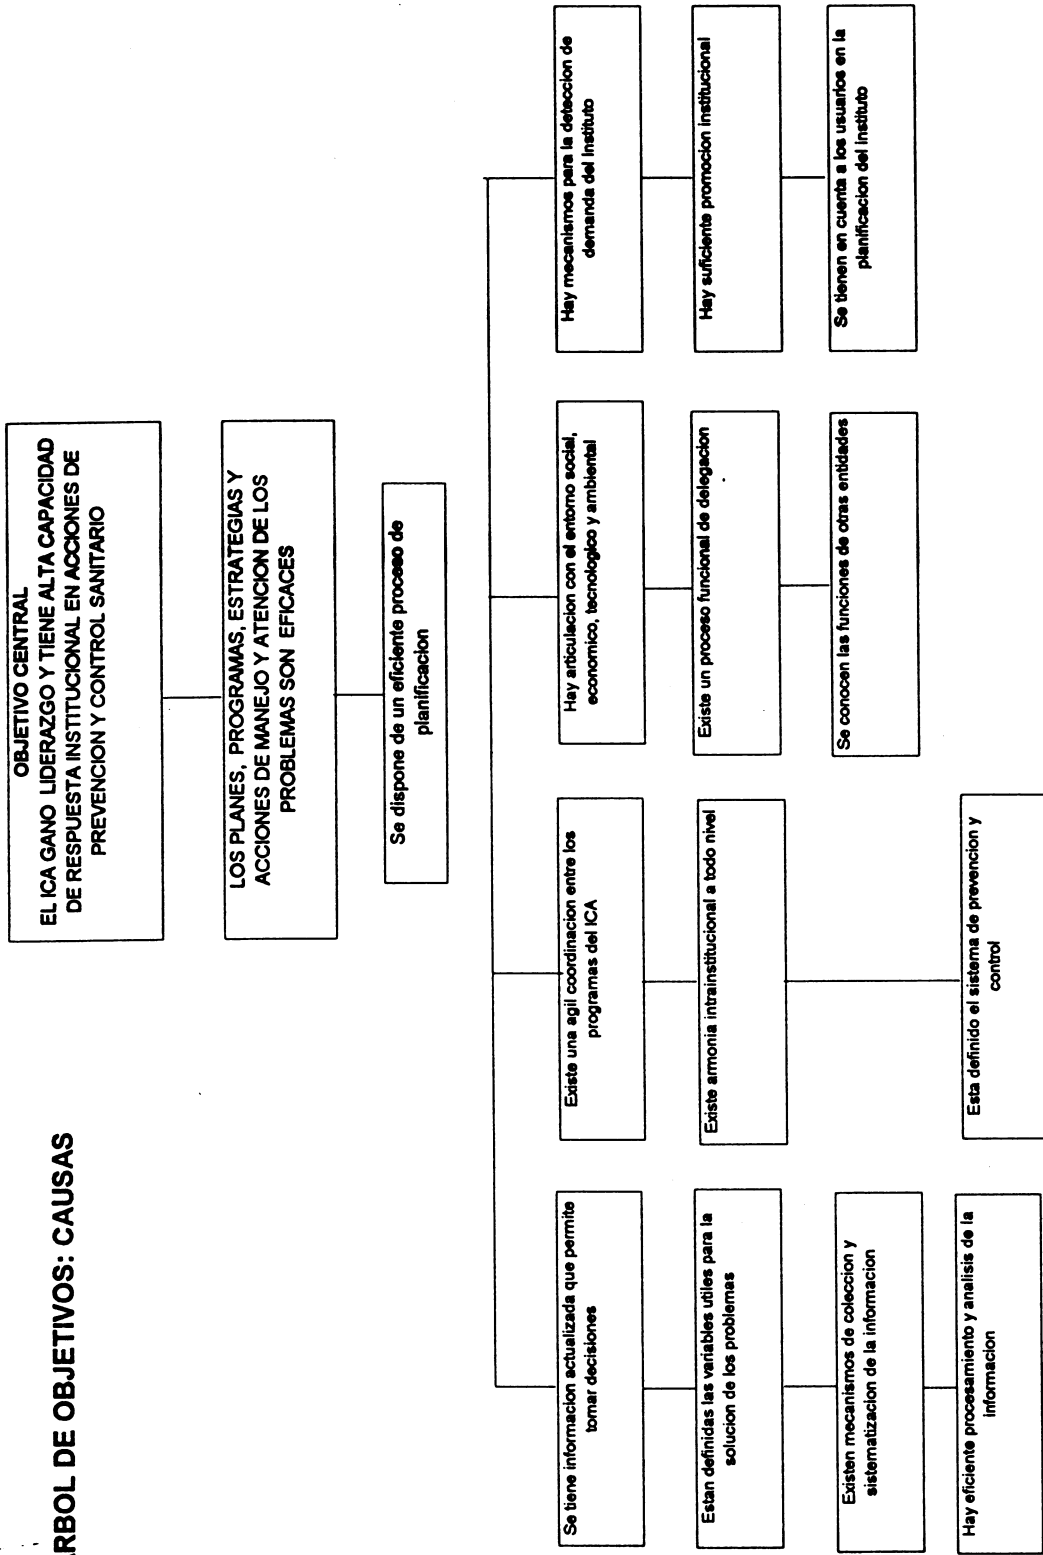 RBOL DE OBJETIVOS: CAUSAS
OBJETIVO CENTRAL
EL ICA GANO LIDERAZGO Y TIENE ALTA CAPACIDAD
DE RESPUESTA INSTITUCIONAL EN ACCIONES DE
PREVENCION Y CONTROL SANITARIO
LOS PLANES, PROGRAMAS, ESTRATEGIAS Y
ACCIONES DE MANEJO Y ATENCION DE LOS
PROBLEMAS SON EFICACES
Se dispone de un eficiente proceso de
planificacion
Se tiene informacion actualizada que permite
tomar decisiones
Estan definidas las variables utiles para la
solucion de los problemas
Existen mecanismos de coleccion y
sistematizacion de la informacion
Hay eficiente procesamiento y analisis de la
informacion
Existe una agil coordinacion entre los
programas del ICA
Existe armonia intrainstitucional a todo nivel
Esta definido el sistema de prevencion y
control
Hay articulacion con el entorno social,
economico, tecnologico y ambiental
Existe un proceso funcional de delegacion
Se conocen las funciones de otras entidades
Hay mecanismos para la deteccion de
demanda del Instituto
Hay suficiente promocion institucional
Se tienen en cuenta a los usuarios en la
planificacion del instituto